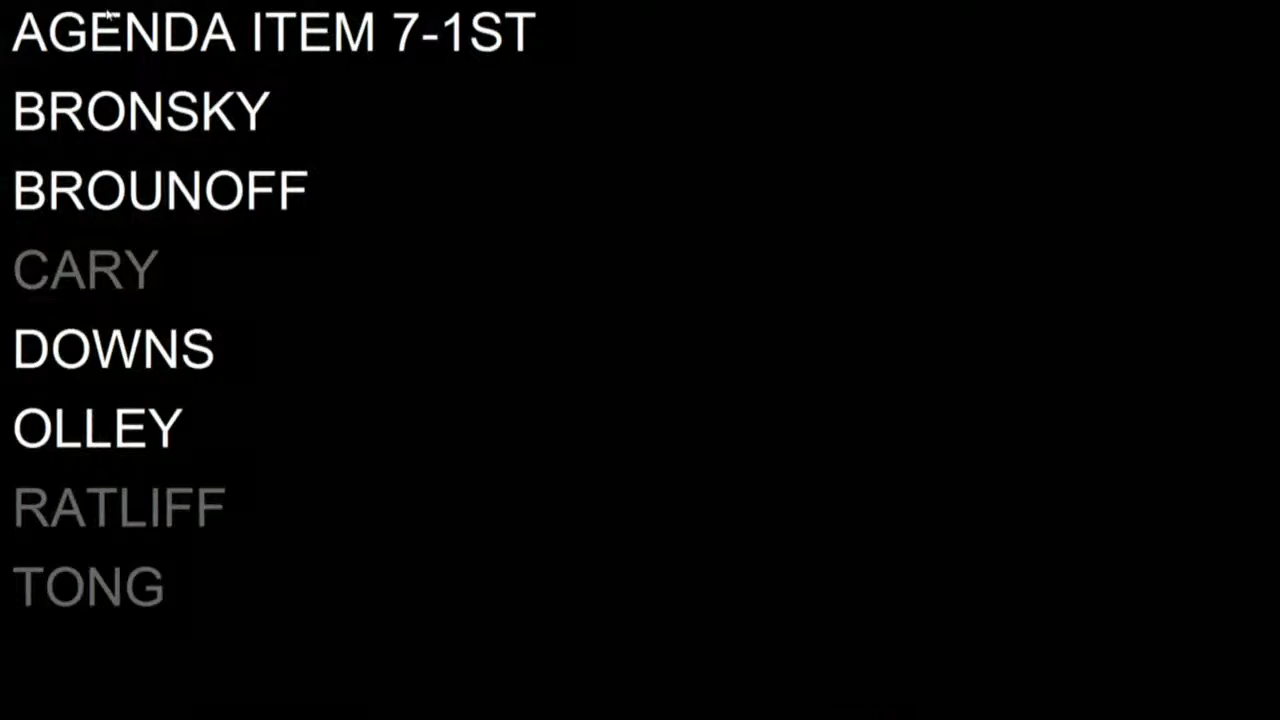 AGENDA ITEM 7-1ST
BRONSKY
BROUNOFF
CARY
DOWNS
OLLEY
RATLIFF
TONG